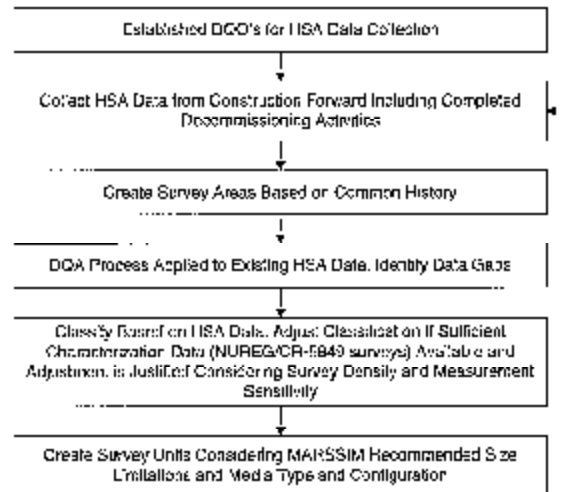 Established DQO's for HSA Data Collection
Collect HSA Data from Construction Forward Including Completed
Decommissioning Activities
Create Survey Areas Based on Common History
DQA Process Applied to Existing HSA Data. Identify Data Gaps
Classify Based on HSA Data. Adjust Classification If Sufficient
Characterization Data (NUREG/CR-5849 surveys) Available and
Adjustment is Justified Considering Survey Density and Measurement
Sensitivity
Create Survey Units Considering MARSSIM Recommended Size
Limitations and Media Type and Configuration